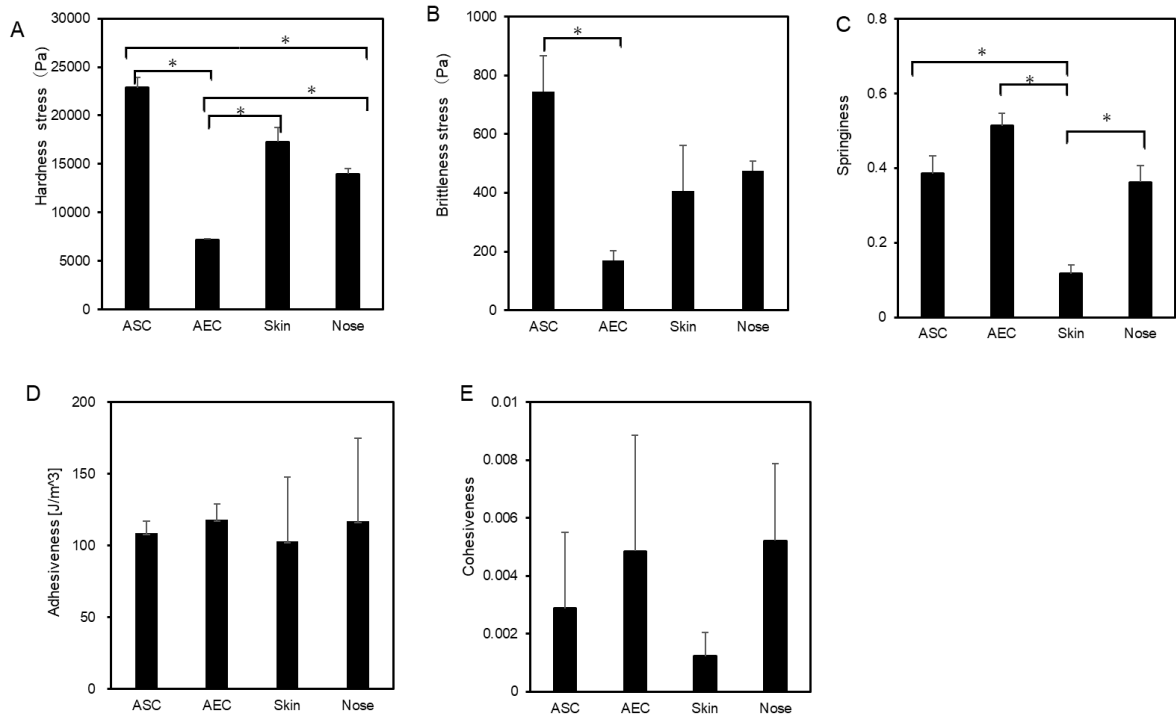 A
Hardness stress （Pa)
30000
25000
20000
15000
10000
5000
0
*
*
*
*
ASC AEC Skin Nose
B
Brittleness stress （Pa)
1000
800
600
400
200
0
*
ASC AEC Skin Nose
C
Springiness
0.8
0.6
0.4
0.2
0
*
*
*
ASC AEC Skin Nose
D
Adhesiveness [J/m^3]
200
150
100
50
0
ASC AEC Skin Nose
E
Cohesiveness
0.01
0.008
0.006
0.004
0.002
0
ASC AEC Skin Nose